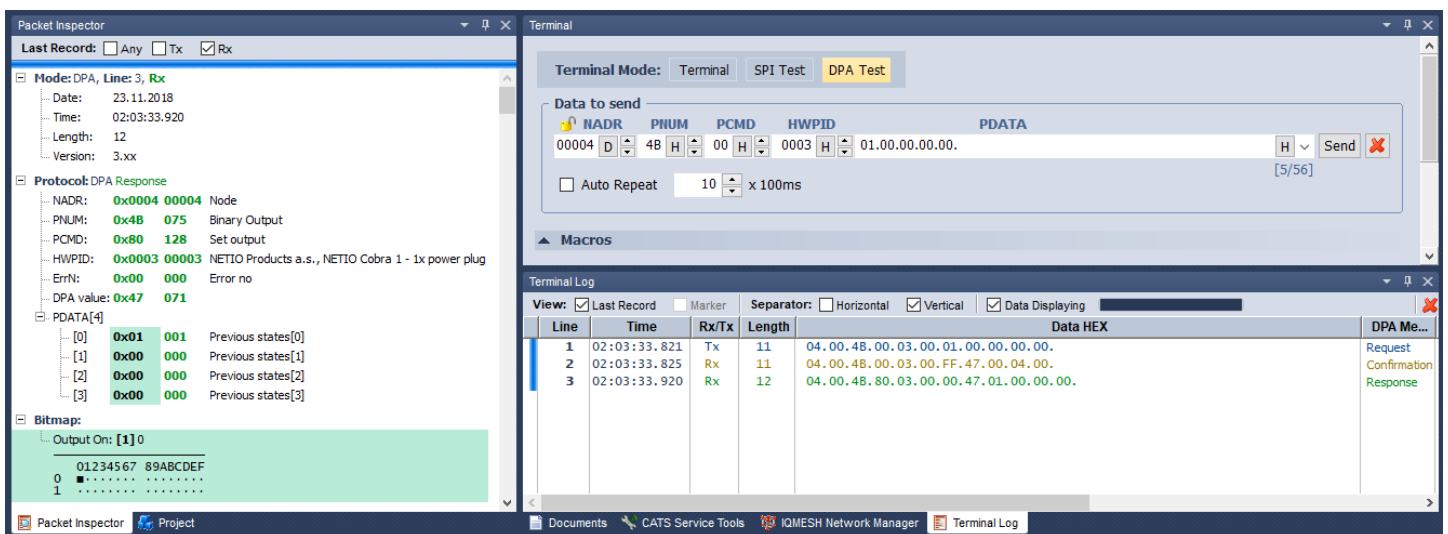 Packet Inspector
Last Record: Any Tx Rx
Mode: DPA, Line: 3, Rx
Date: 23.11.2018
Time: 02:03:33.920
Length: 12
Version: 3.xx
Protocol: DPA Response
NADR: 0x0004 00004 Node
PNUM: 0x4B 075 Binary Output
PCMD: 0x80 128 Set output
HWPID: 0x0003 00003 NETIO Products a.s., NETIO Cobra 1 - 1x power plug
ErrN: 0x00 000 Error no
DPA value: 0x47 071
PDATA[4]
[0] 0x01 001 Previous states[0]
[1] 0x00 000 Previous states[1]
[2] 0x00 000 Previous states[2]
[3] 0x00 000 Previous states[3]
Bitmap:
Output On: [1] 0
01234567 89ABCDEF
0
1
Packet Inspector Project
Terminal
Terminal Mode: Terminal SPI Test DPA Test
Data to send
NADR PNUM PCMD HWPID PDATA
00004 D 4B H 00 H 0003 H 01.00.00.00.00. H Send
[5/56]
Auto Repeat 10 x 100ms
Macros
Terminal Log
View: Last Record Marker Separator: Horizontal Vertical Data Displaying
Line Time Rx/Tx Length Data HEX DPA Me...
1 02:03:33.821 Tx 11 04.00.4B.00.03.00.01.00.00.00.00. Request
2 02:03:33.825 Rx 11 04.00.4B.00.03.00.FF.47.00.04.00. Confirmation
3 02:03:33.920 Rx 12 04.00.4B.80.03.00.00.47.01.00.00.00. Response
Documents CATS Service Tools IQMESH Network Manager Terminal Log